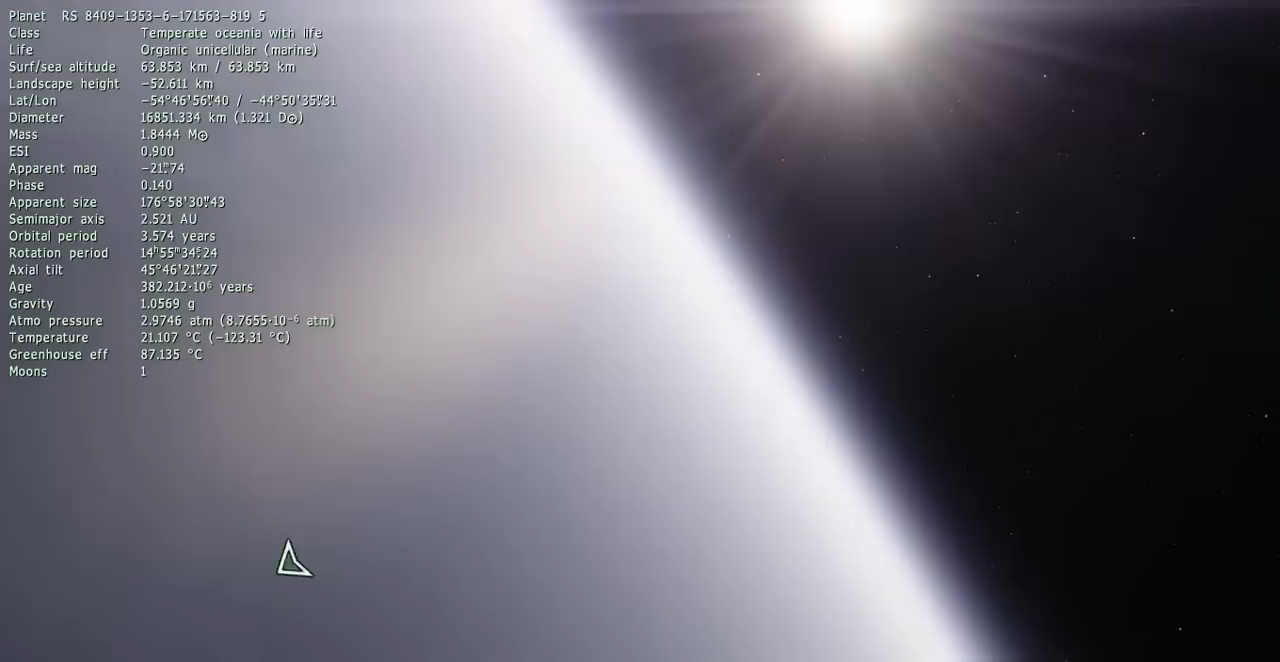 Planet RS 8409-1353-6-171563-819 5
Class Temperate oceania with life
Life Organic unicellular (marine)
Surf/sea altitude 63.853 km / 63.853 km
Landscape height -52.611 km
Lat/Lon -54°46'56"40 / -44°50'35"31
Diameter 16851.334 km (1.321 D⊙)
Mass 1.8444 M⊙
ESI 0.900
Apparent mag -21ᵐ74
Phase 0.140
Apparent size 176°58'30"43
Semimajor axis 2.521 AU
Orbital period 3.574 years
Rotation period 14ʰ55ᵐ34ˢ24
Axial tilt 45°46'21"27
Age 382.212·10⁶ years
Gravity 1.0569 g
Atmo pressure 2.9746 atm (8.7655·10⁻⁶ atm)
Temperature 21.107 °C (-123.31 °C)
Greenhouse eff 87.135 °C
Moons 1